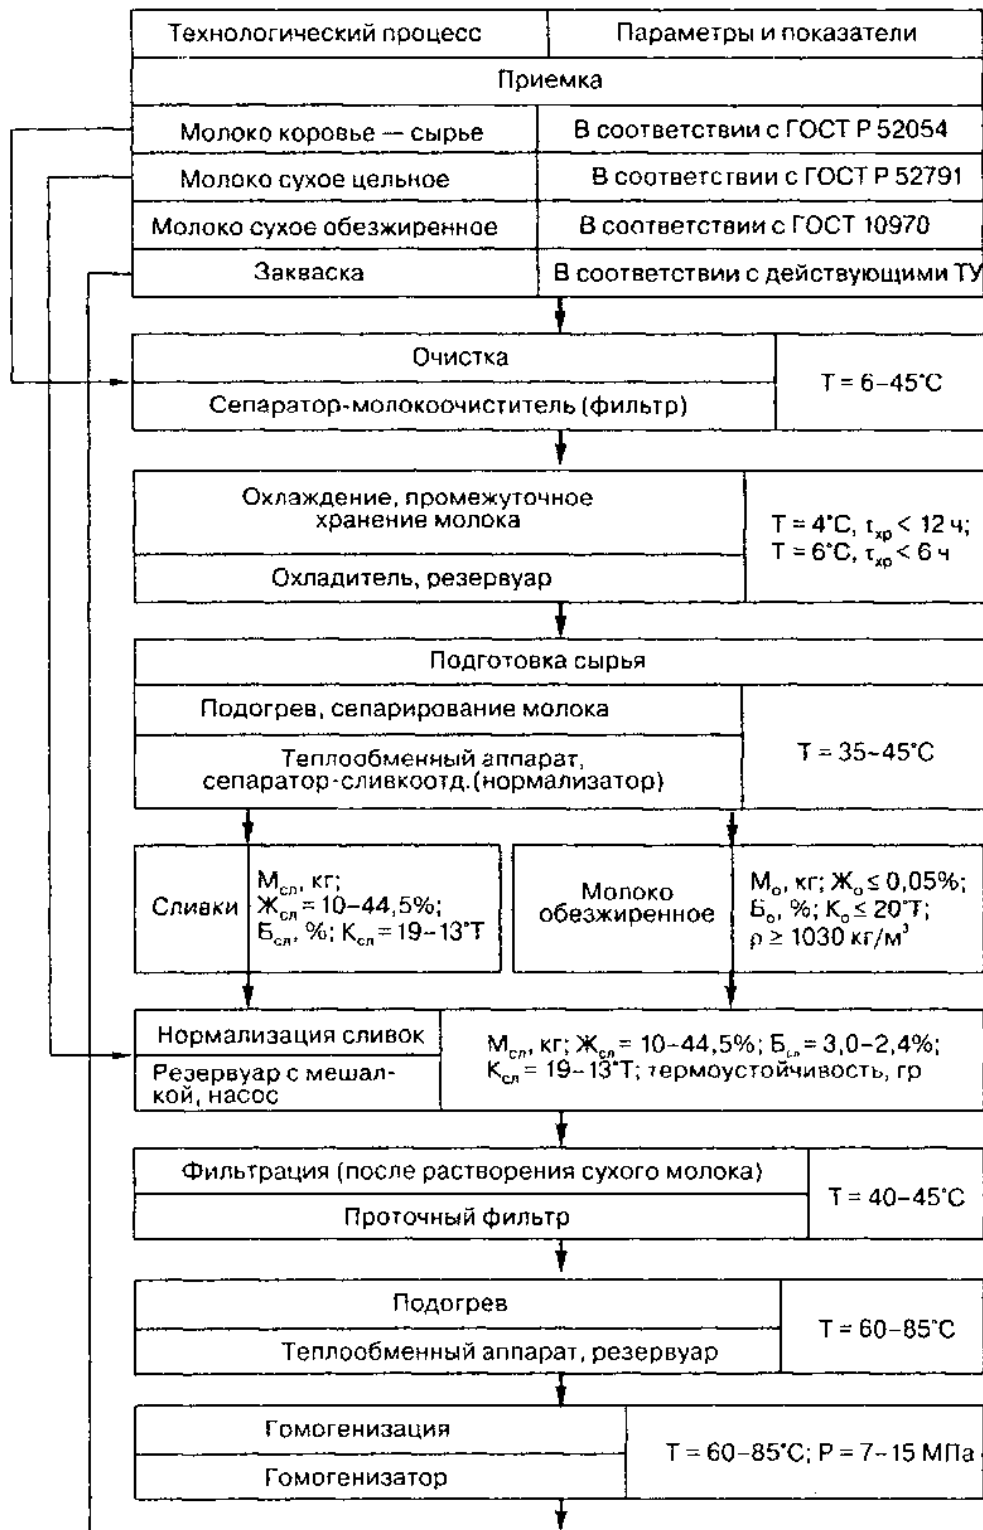 Технологический процесс
Параметры и показатели
Приемка
Молоко коровье — сырье
В соответствии с ГОСТ Р 52054
Молоко сухое цельное
В соответствии с ГОСТ Р 52791
Молоко сухое обезжиренное
В соответствии с ГОСТ 10970
Закваска
В соответствии с действующими ТУ
Очистка
Сепаратор-молокоочиститель (фильтр)
T = 6–45°C
Охлаждение, промежуточное
хранение молока
Охладитель, резервуар
T = 4°C, τхр < 12 ч;
T = 6°C, τхр < 6 ч
Подготовка сырья
Подогрев, сепарирование молока
Теплообменный аппарат,
сепаратор-сливкоотд.(нормализатор)
T = 35–45°C
Сливки
Мсл, кг;
Жсл = 10–44,5%;
Бсл, %; Ксл = 19–13°Т
Молоко
обезжиренное
Мо, кг; Жо ≤ 0,05%;
Бо, %; Ко ≤ 20°Т;
ρ ≥ 1030 кг/м³
Нормализация сливок
Резервуар с мешал-
кой, насос
Мсл, кг; Жсл = 10–44,5%; Бсл = 3,0–2,4%;
Ксл = 19–13°Т; термоустойчивость, гр
Фильтрация (после растворения сухого молока)
Проточный фильтр
T = 40–45°C
Подогрев
Теплообменный аппарат, резервуар
T = 60–85°C
Гомогенизация
Гомогенизатор
T = 60–85°C; P = 7–15 МПа